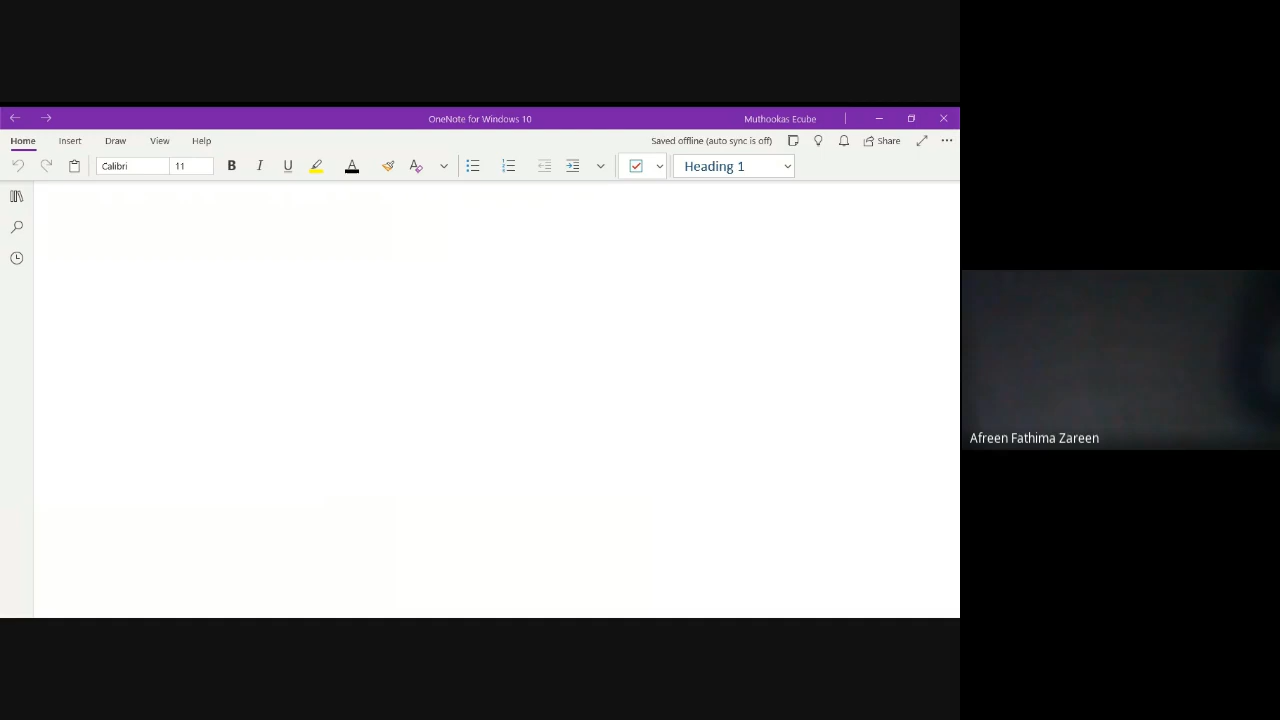 OneNote for Windows 10
Muthookas Ecube
Home Insert Draw View Help
Saved offline (auto sync is off)
Share
Calibri 11 B I U A A
Heading 1
Afreen Fathima Zareen